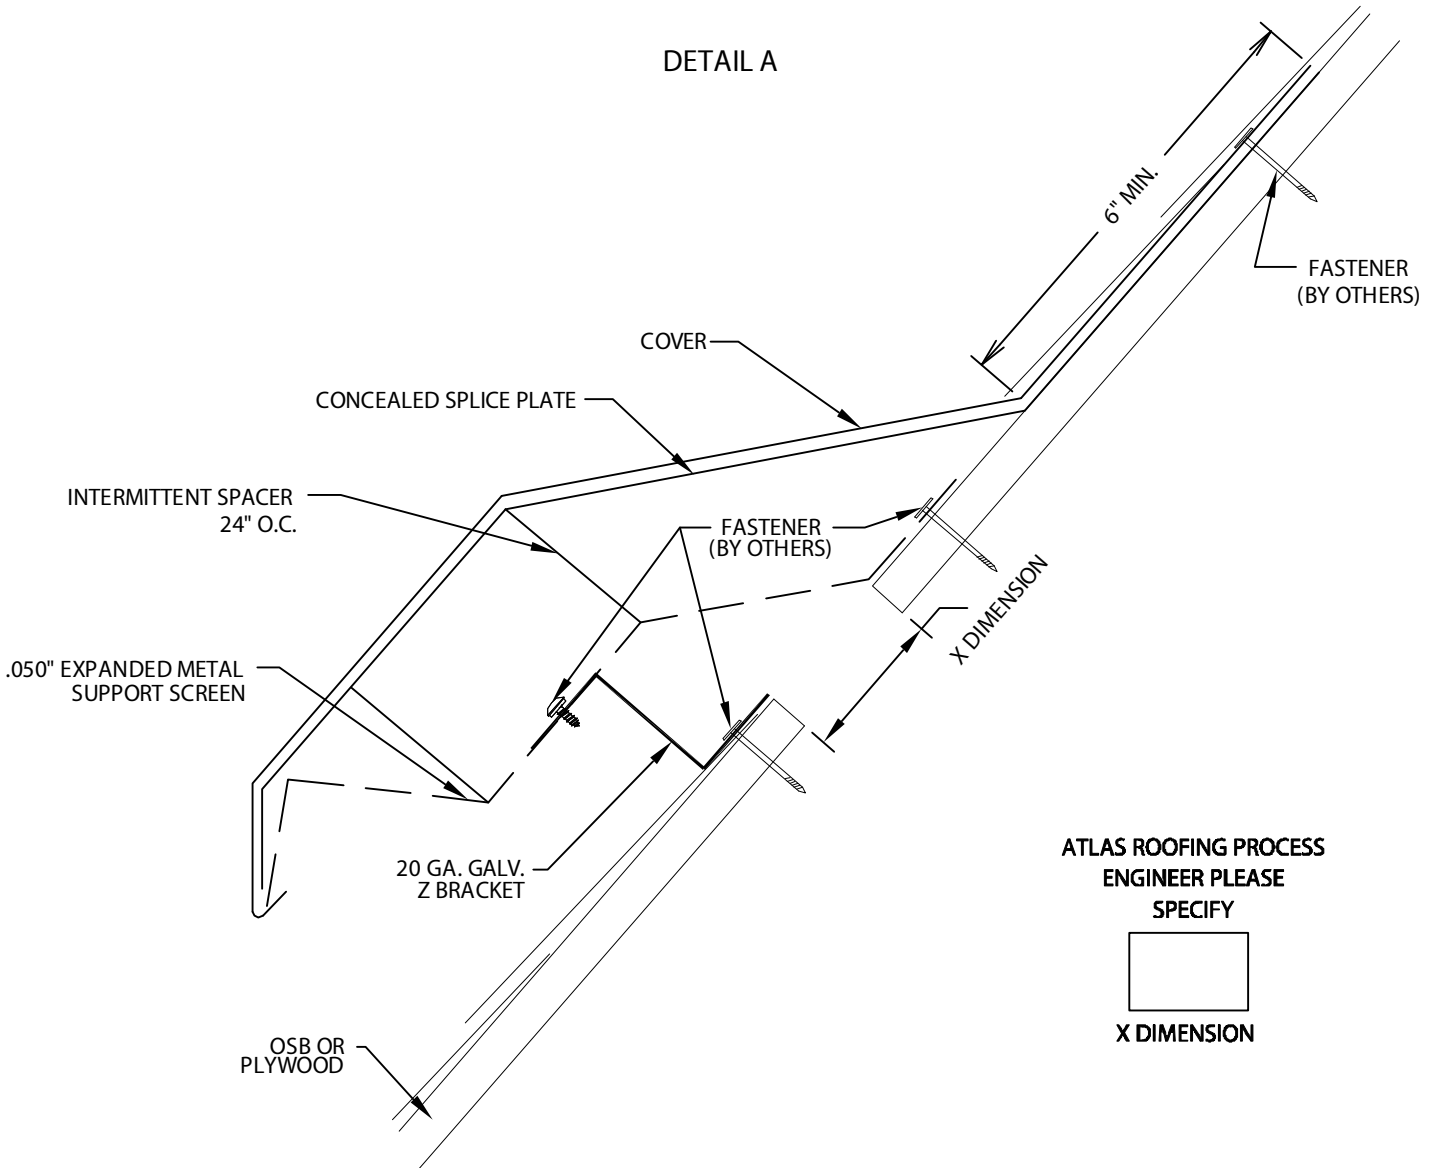 DETAIL A
6" MIN.
FASTENER
(BY OTHERS)
COVER
CONCEALED SPLICE PLATE
INTERMITTENT SPACER
24" O.C.
FASTENER
(BY OTHERS)
X DIMENSION
.050" EXPANDED METAL
SUPPORT SCREEN
20 GA. GALV.
Z BRACKET
ATLAS ROOFING PROCESS
ENGINEER PLEASE
SPECIFY
X DIMENSION
OSB OR
PLYWOOD